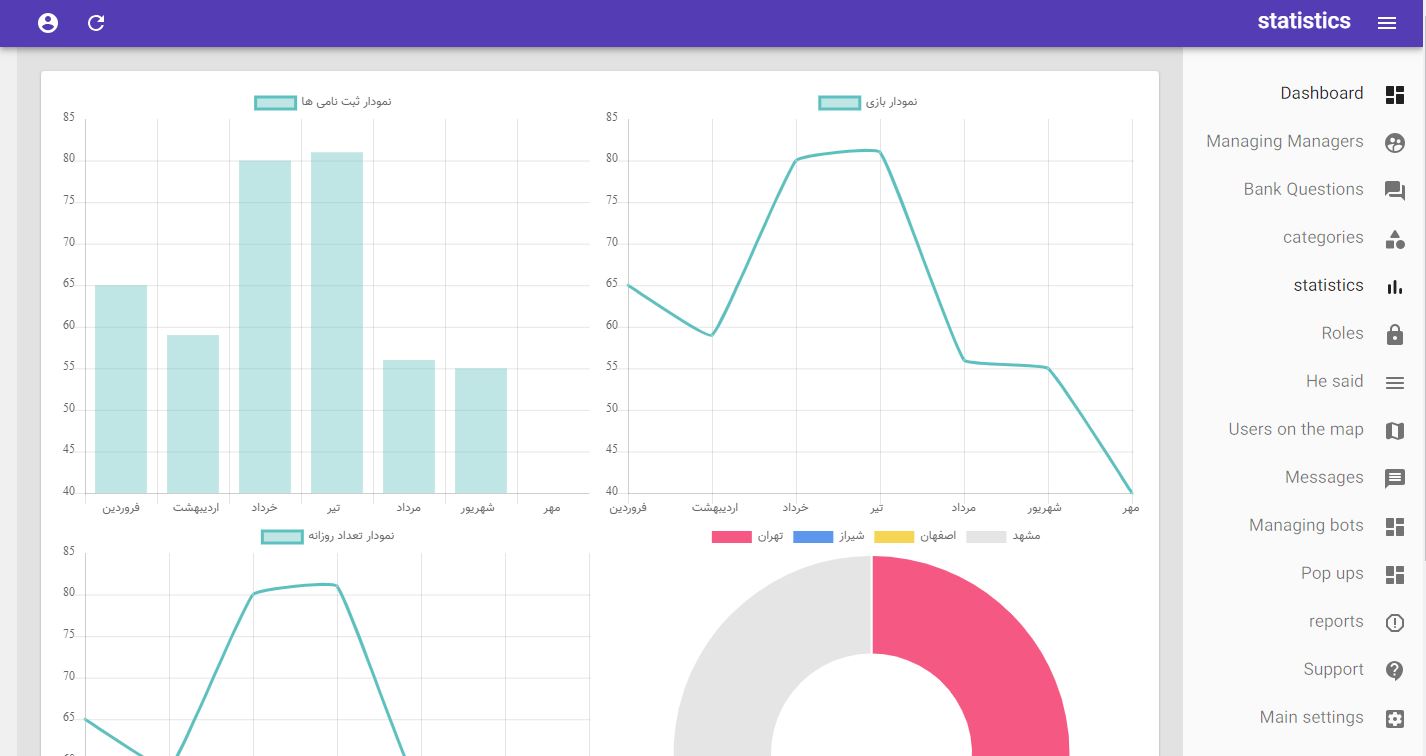 statistics
Dashboard
Managing Managers
Bank Questions
categories
statistics
Roles
He said
Users on the map
Messages
Managing bots
Pop ups
reports
Support
Main settings
نمودار بازی
85
80
75
70
65
60
55
50
45
40
فروردین اردیبهشت خرداد تیر مرداد شهریور مهر
نمودار ثبت نامی ها
85
80
75
70
65
60
55
50
45
40
فروردین اردیبهشت خرداد تیر مرداد شهریور مهر
تهران شیراز اصفهان مشهد
نمودار تعداد روزانه
85
80
75
70
65